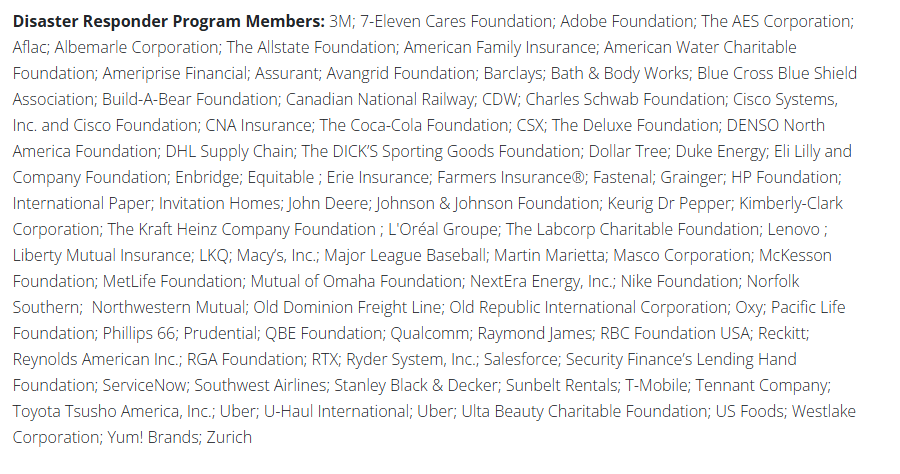 Disaster Responder Program Members: 3M; 7-Eleven Cares Foundation; Adobe Foundation; The AES Corporation;
Aflac; Albemarle Corporation; The Allstate Foundation; American Family Insurance; American Water Charitable
Foundation; Ameriprise Financial; Assurant; Avangrid Foundation; Barclays; Bath & Body Works; Blue Cross Blue Shield
Association; Build-A-Bear Foundation; Canadian National Railway; CDW; Charles Schwab Foundation; Cisco Systems,
Inc. and Cisco Foundation; CNA Insurance; The Coca-Cola Foundation; CSX; The Deluxe Foundation; DENSO North
America Foundation; DHL Supply Chain; The DICK'S Sporting Goods Foundation; Dollar Tree; Duke Energy; Eli Lilly and
Company Foundation; Enbridge; Equitable ; Erie Insurance; Farmers Insurance®; Fastenal; Grainger; HP Foundation;
International Paper; Invitation Homes; John Deere; Johnson & Johnson Foundation; Keurig Dr Pepper; Kimberly-Clark
Corporation; The Kraft Heinz Company Foundation ; L'Oréal Groupe; The Labcorp Charitable Foundation; Lenovo ;
Liberty Mutual Insurance; LKQ; Macy's, Inc.; Major League Baseball; Martin Marietta; Masco Corporation; McKesson
Foundation; MetLife Foundation; Mutual of Omaha Foundation; NextEra Energy, Inc.; Nike Foundation; Norfolk
Southern;  Northwestern Mutual; Old Dominion Freight Line; Old Republic International Corporation; Oxy; Pacific Life
Foundation; Phillips 66; Prudential; QBE Foundation; Qualcomm; Raymond James; RBC Foundation USA; Reckitt;
Reynolds American Inc.; RGA Foundation; RTX; Ryder System, Inc.; Salesforce; Security Finance's Lending Hand
Foundation; ServiceNow; Southwest Airlines; Stanley Black & Decker; Sunbelt Rentals; T-Mobile; Tennant Company;
Toyota Tsusho America, Inc.; Uber; U-Haul International; Uber; Ulta Beauty Charitable Foundation; US Foods; Westlake
Corporation; Yum! Brands; Zurich